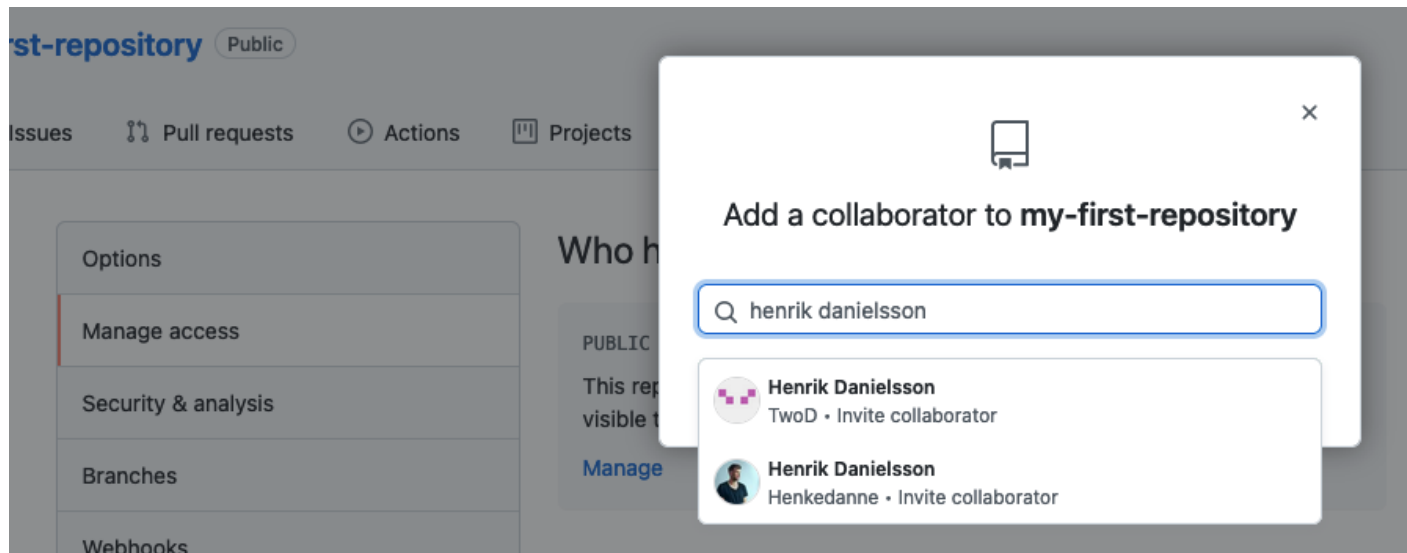 rst-repository Public
Issues Pull requests Actions Projects
Options
Manage access
Security & analysis
Branches
Webhooks
Who h
PUBLIC
This rep
visible t
Manage
Add a collaborator to my-first-repository
henrik danielsson
Henrik Danielsson
TwoD • Invite collaborator
Henrik Danielsson
Henkedanne • Invite collaborator